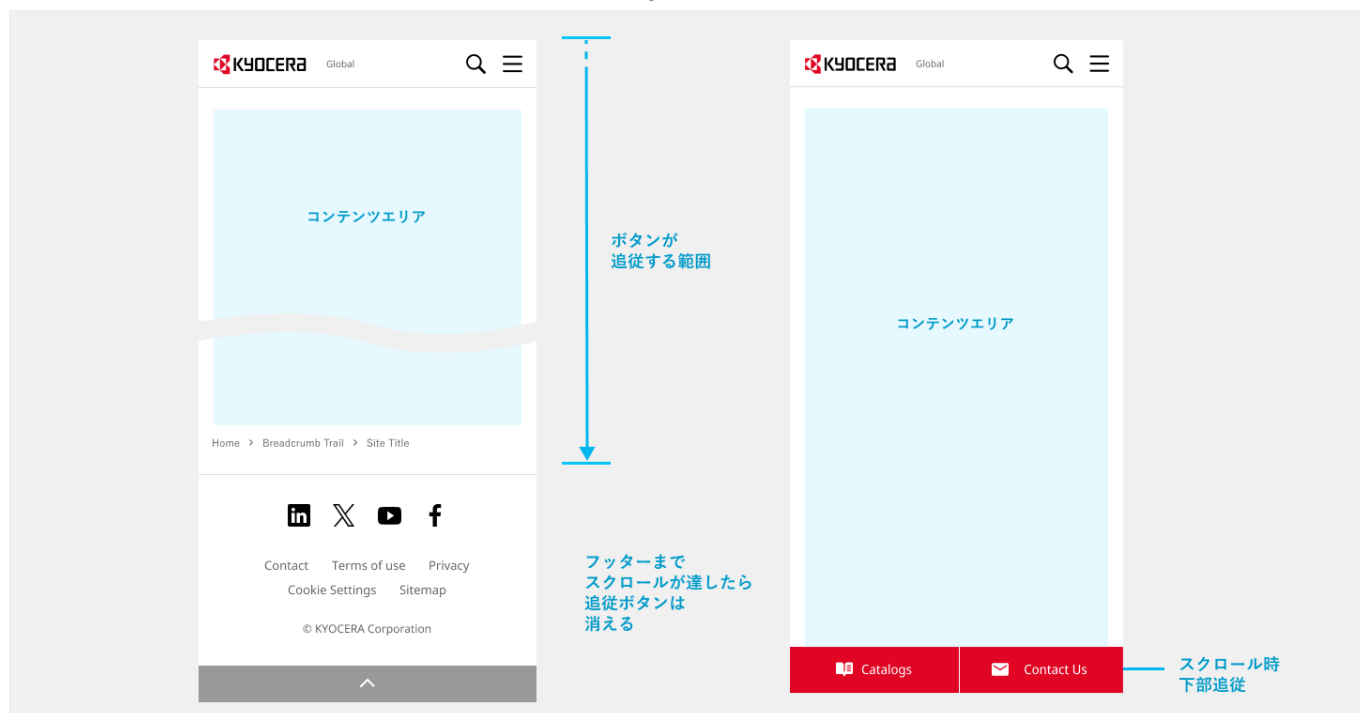 KYOCERA Global
コンテンツエリア
Home > Breadcrumb Trail > Site Title
in X f
Contact Terms of use Privacy
Cookie Settings Sitemap
© KYOCERA Corporation
ボタンが
追従する範囲
フッターまで
スクロールが達したら
追従ボタンは
消える
KYOCERA Global
コンテンツエリア
Catalogs Contact Us
スクロール時
下部追従